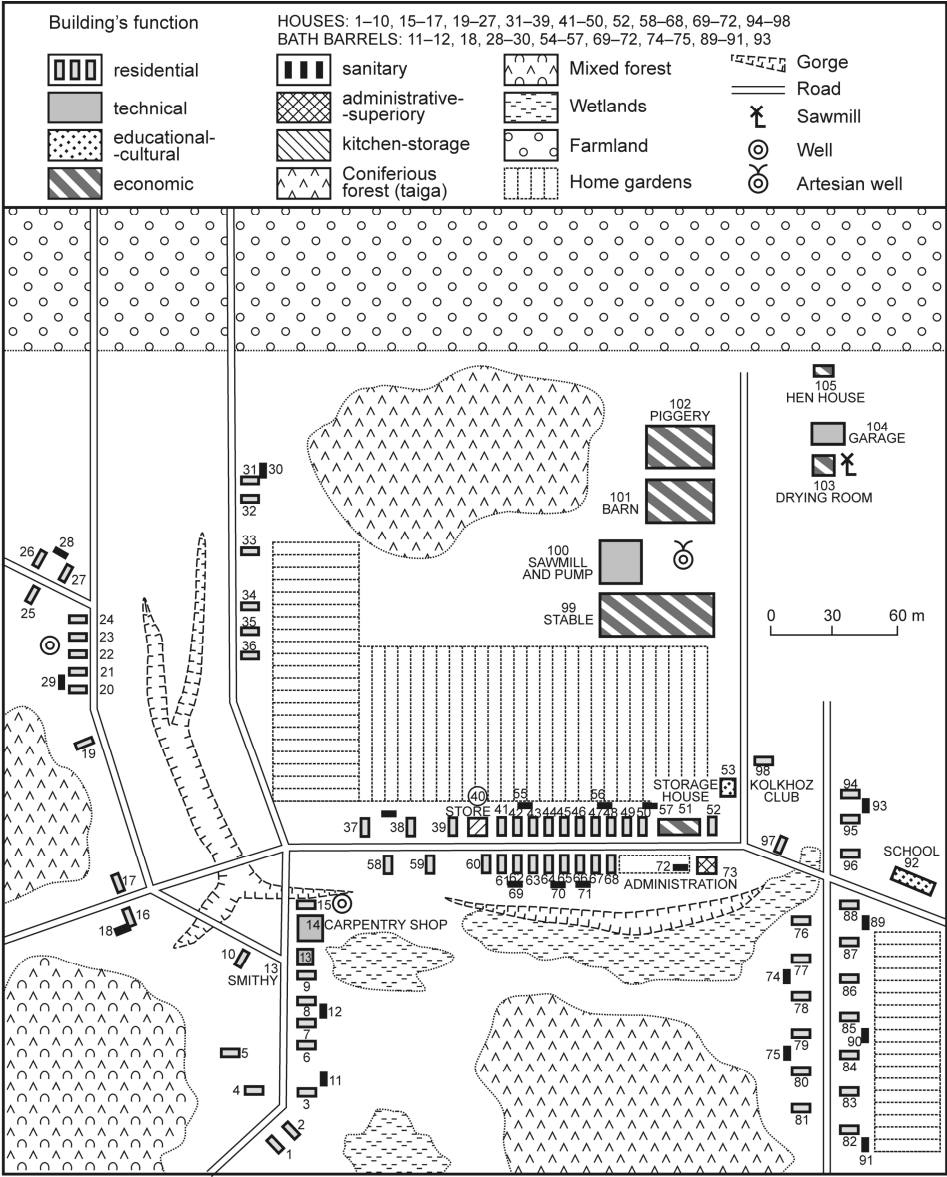 Building's function
HOUSES: 1–10, 15–17, 19–27, 31–39, 41–50, 52, 58–68, 69–72, 94–98
BATH BARRELS: 11–12, 18, 28–30, 54–57, 69–72, 74–75, 89–91, 93
residential
technical
educational-
-cultural
economic
sanitary
administrative-
-superiory
kitchen-storage
Coniferious
forest (taiga)
Mixed forest
Wetlands
Farmland
Home gardens
Gorge
Road
Sawmill
Well
Artesian well
105
HEN HOUSE
104
GARAGE
103
DRYING ROOM
102
PIGGERY
101
BARN
100
SAWMILL
AND PUMP
99
STABLE
0 30 60 m
31 30
32
33
34
35
36
26 28
27
25
24
23
22
21
29 20
19
17
16
18
53
STORAGE
HOUSE
98
KOLKHOZ
CLUB
40
STORE
55 56
37 38 39 41 42 43 44 45 46 47 48 49 50 57 51 52
58 59 60 61 62 63 64 65 66 67 68
69 70 71
72 73
ADMINISTRATION
97
94
93
95
96
SCHOOL
92
15
14 CARPENTRY SHOP
13
10 13
SMITHY
9
8 12
7
6
5
11
4 3
2
1
76
77
74
78
79
75
80
81
88 89
87
86
85
90
84
83
82
91